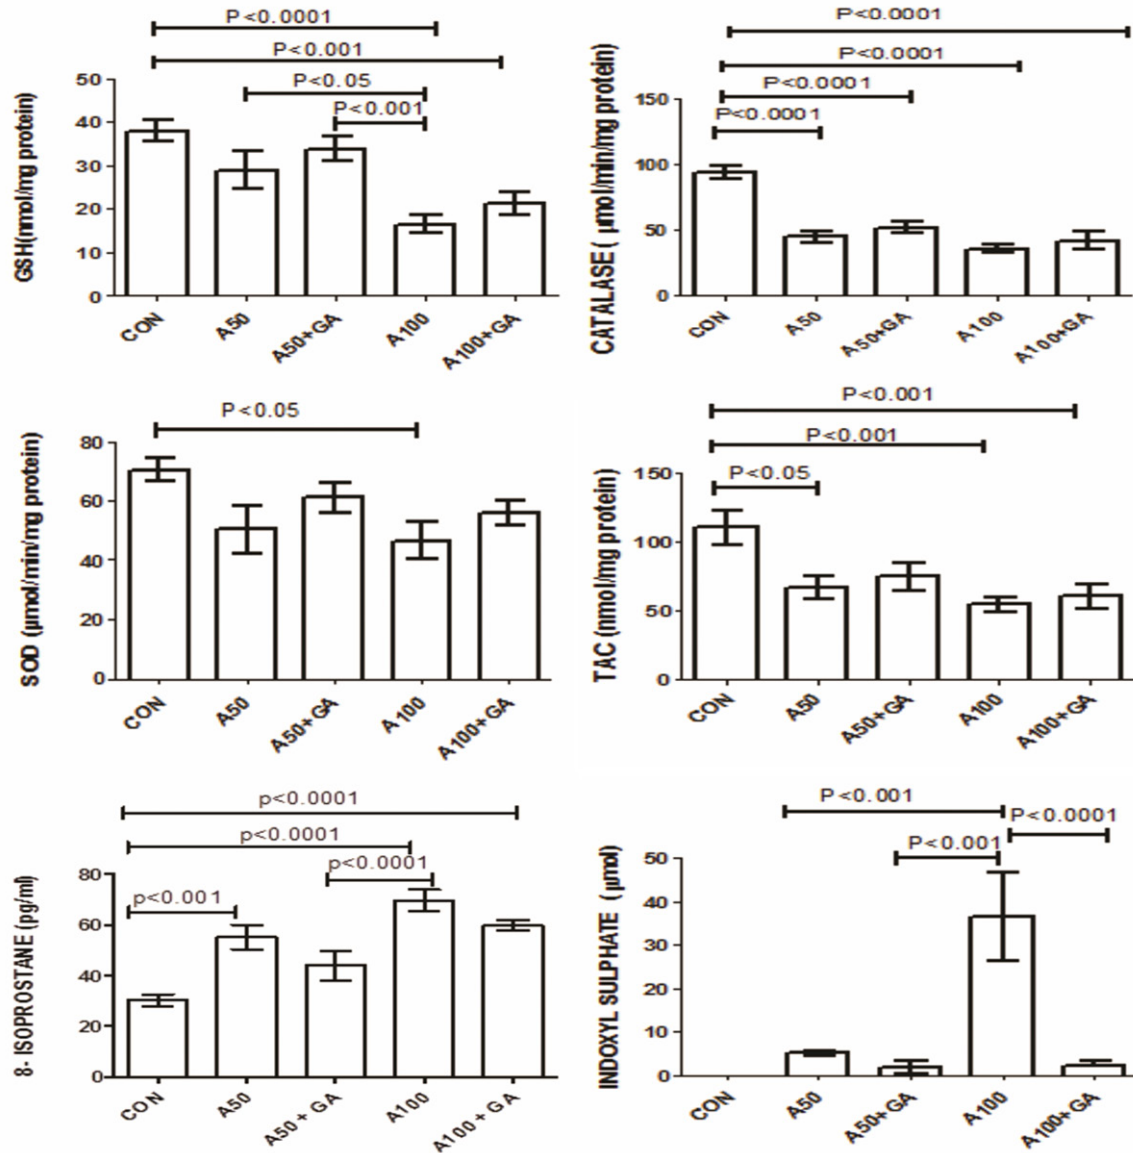 P<0.0001
P<0.001
P<0.05
P<0.001
50
40
30
20
10
0
GSH(nmol/mg protein)
CON
A50
A50+GA
A100
A100+GA
P<0.0001
P<0.0001
P<0.0001
P<0.0001
150
100
50
0
CATALASE ( µmol/min/mg protein)
CON
A50
A50+GA
A100
A100+GA
P<0.05
80
60
40
20
0
SOD (µmol/min/mg protein)
CON
A50
A50+GA
A100
A100+GA
P<0.001
P<0.001
P<0.05
150
100
50
0
TAC (nmol/mg protein)
CON
A50
A50+GA
A100
A100+GA
p<0.0001
p<0.0001
p<0.0001
p<0.001
80
60
40
20
0
8- ISOPROSTANE (pg/ml)
CON
A50
A50 + GA
A100
A100 + GA
P<0.001
P<0.0001
P<0.001
50
40
30
20
10
0
INDOXYL SULPHATE ( µmol)
CON
A50
A50+GA
A100
A100+GA